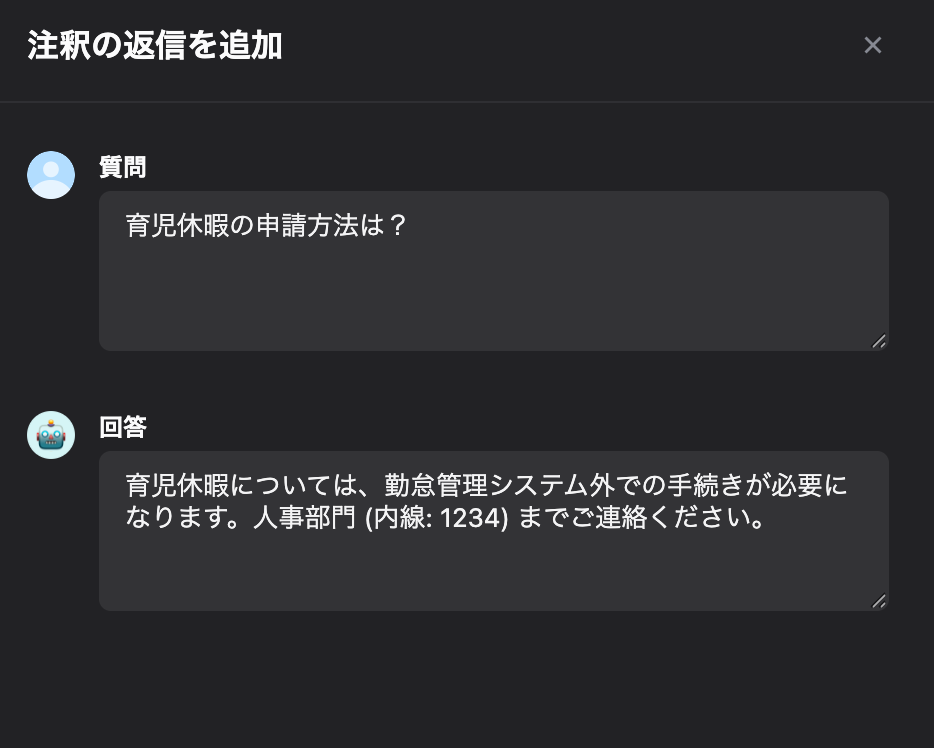 注釈の返信を追加
質問
育児休暇の申請方法は？
回答
育児休暇については、勤怠管理システム外での手続きが必要に
なります。人事部門 (内線: 1234) までご連絡ください。